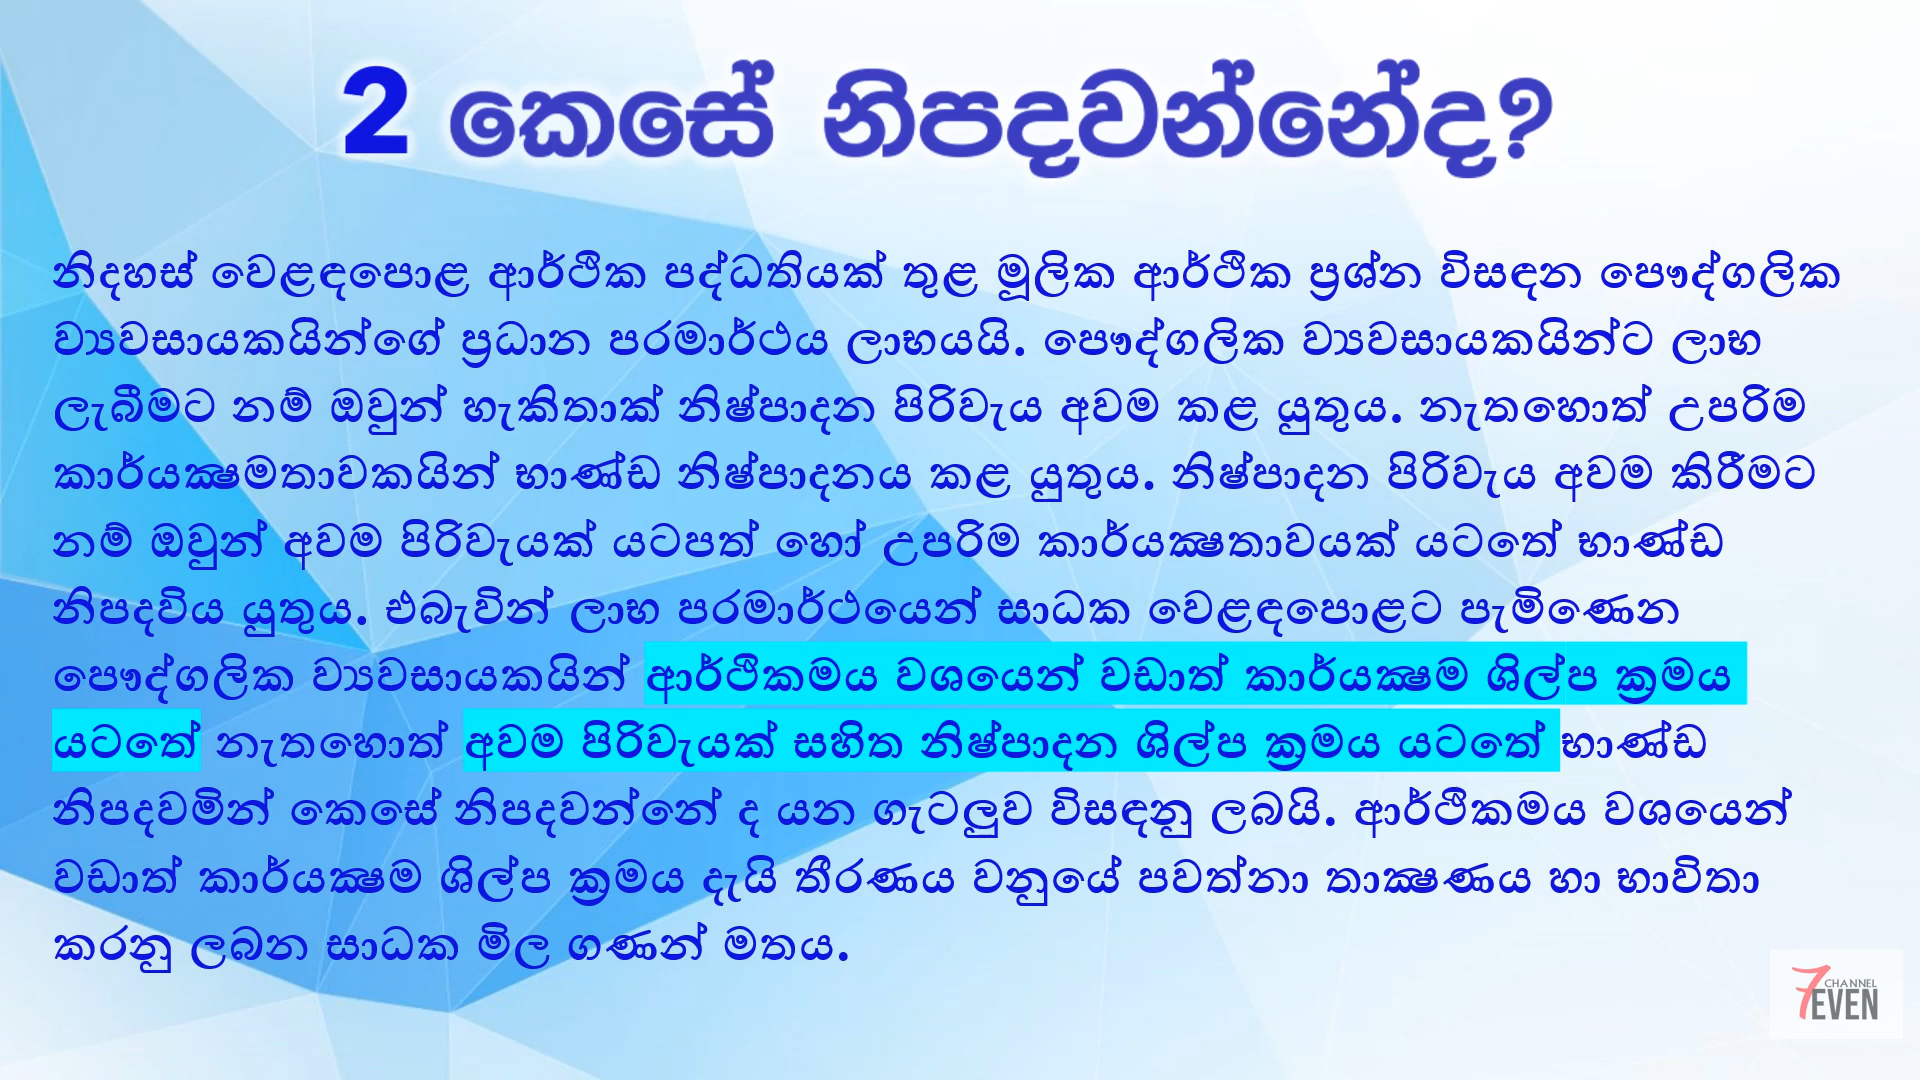 2 කෙසේ නිපදවන්නේද?
නිදහස් වෙළඳපොළ ආර්ථික පද්ධතියක් තුළ මූලික ආර්ථික ප්‍රශ්න විසඳන පෞද්ගලික
ව්‍යවසායකයින්ගේ ප්‍රධාන පරමාර්ථය ලාභයයි. පෞද්ගලික ව්‍යවසායකයින්ට ලාභ
ලැබීමට නම් ඔවුන් හැකිතාක් නිෂ්පාදන පිරිවැය අවම කළ යුතුය. නැතහොත් උපරිම
කාර්යක්‍ෂමතාවකයින් භාණ්ඩ නිෂ්පාදනය කළ යුතුය. නිෂ්පාදන පිරිවැය අවම කිරීමට
නම් ඔවුන් අවම පිරිවැයක් යටපත් හෝ උපරිම කාර්යක්‍ෂතාවයක් යටතේ භාණ්ඩ
නිපදවිය යුතුය. එබැවින් ලාභ පරමාර්ථයෙන් සාධක වෙළඳපොළට පැමිණෙන
පෞද්ගලික ව්‍යවසායකයින් ආර්ථිකමය වශයෙන් වඩාත් කාර්යක්‍ෂම ශිල්ප ක්‍රමය
යටතේ නැතහොත් අවම පිරිවැයක් සහිත නිෂ්පාදන ශිල්ප ක්‍රමය යටතේ භාණ්ඩ
නිපදවමින් කෙසේ නිපදවන්නේ ද යන ගැටලුව විසඳනු ලබයි. ආර්ථිකමය වශයෙන්
වඩාත් කාර්යක්‍ෂම ශිල්ප ක්‍රමය දැයි තීරණය වනුයේ පවත්නා තාක්‍ෂණය හා භාවිතා
කරනු ලබන සාධක මිල ගණන් මතය.
CHANNEL
7EVEN